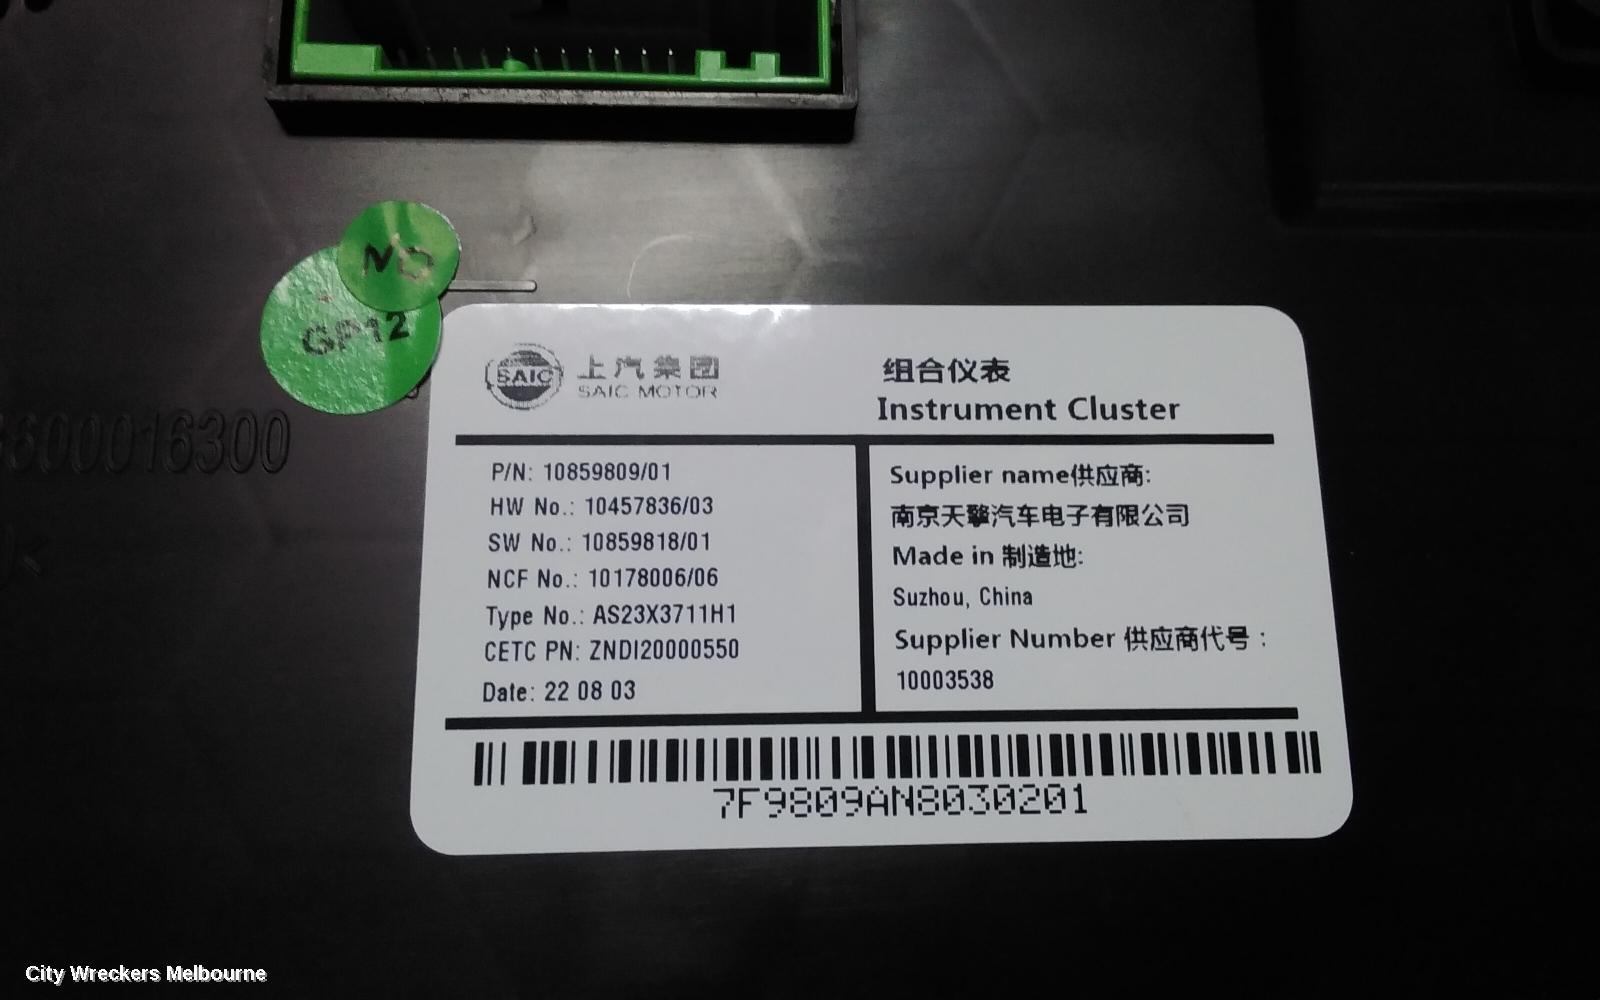 ND
GP12
600016300
SAIC
上汽集团
SAIC MOTOR
组合仪表
Instrument Cluster
P/N: 10859809/01
HW No.: 10457836/03
SW No.: 10859818/01
NCF No.: 10178006/06
Type No.: AS23X3711H1
CETC PN: ZNDI20000550
Date: 22 08 03
Supplier name供应商:
南京天擎汽车电子有限公司
Made in 制造地:
Suzhou, China
Supplier Number 供应商代号 :
10003538
7F9809AN8030201
City Wreckers Melbourne